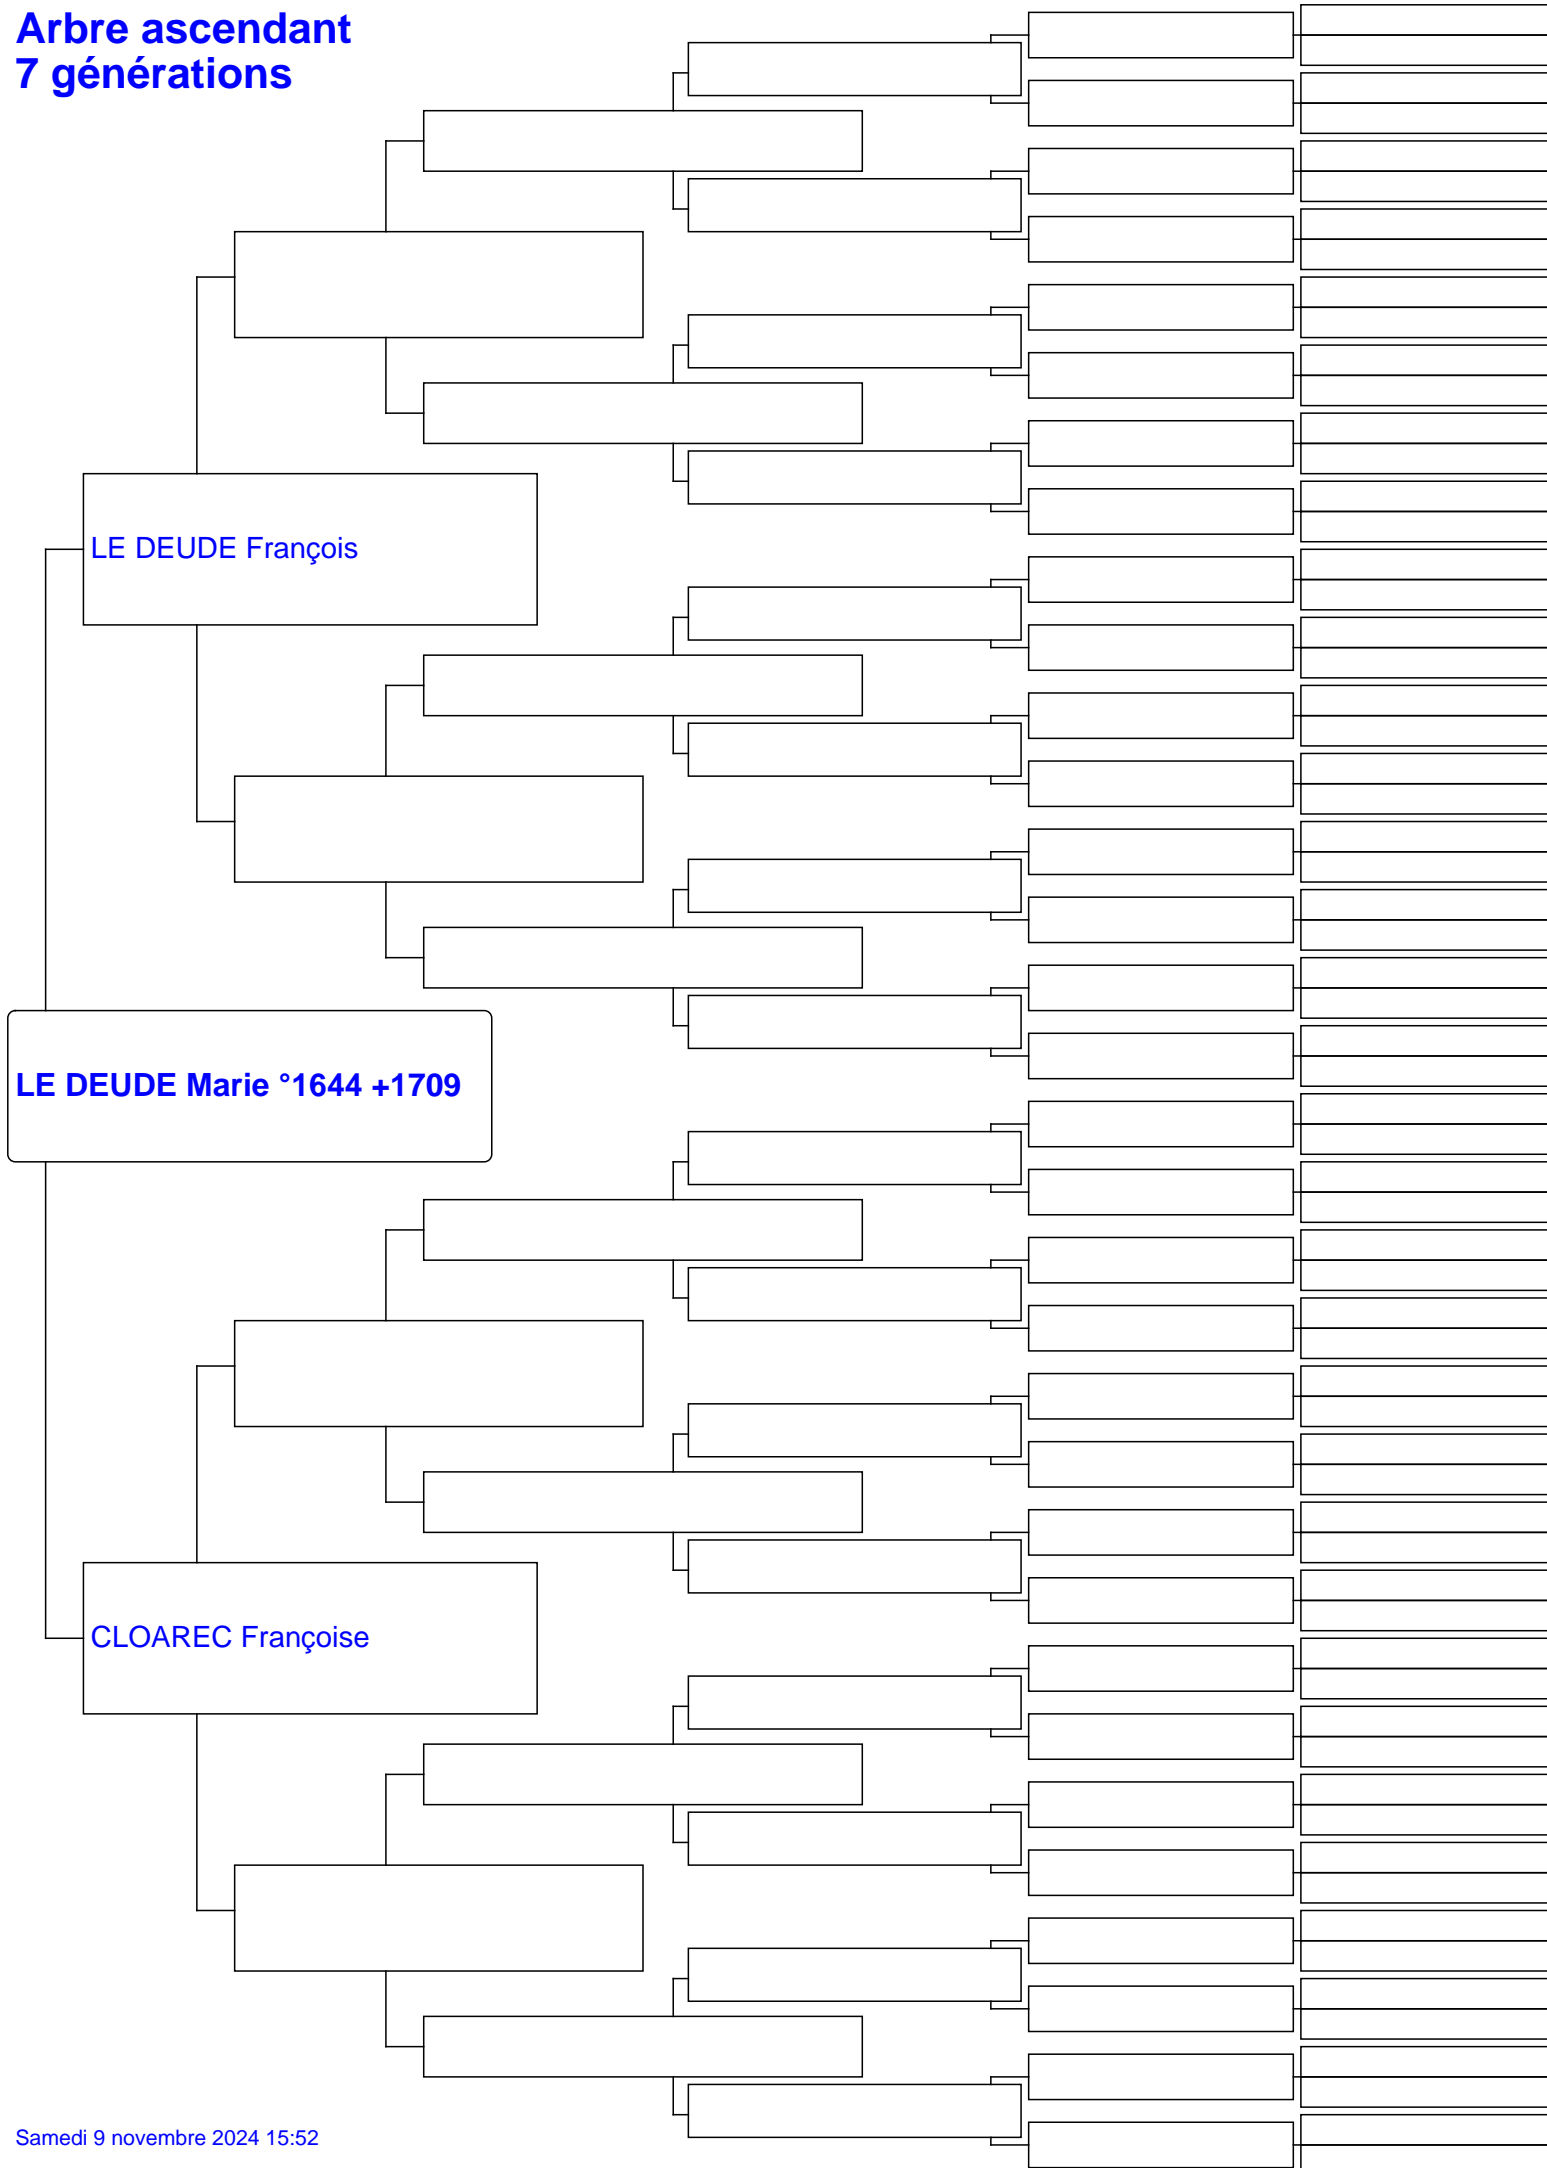 Arbre ascendant
7 générations
LE DEUDE François
LE DEUDE Marie °1644 +1709
CLOAREC Françoise
Samedi 9 novembre 2024 15:52